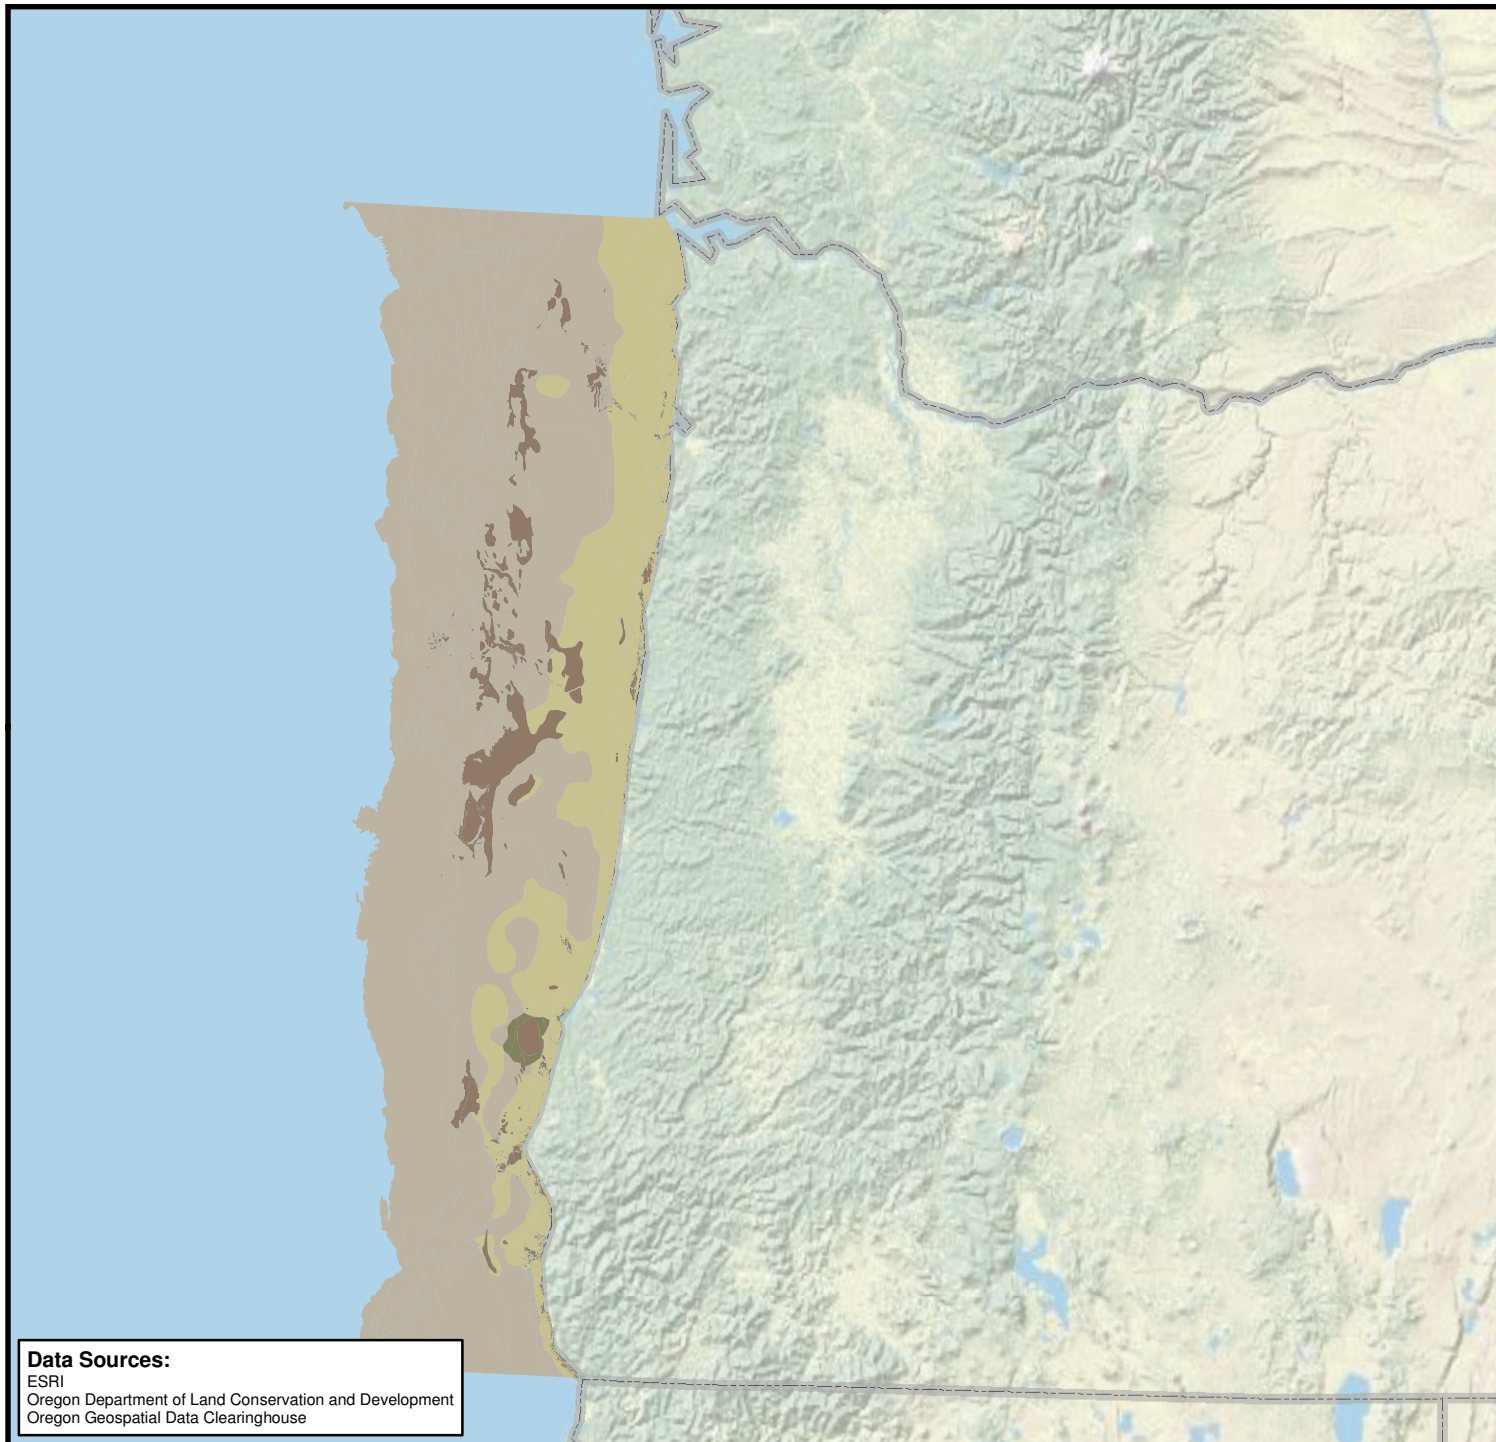 Data Sources:
ESRI
Oregon Department of Land Conservation and Development
Oregon Geospatial Data Clearinghouse